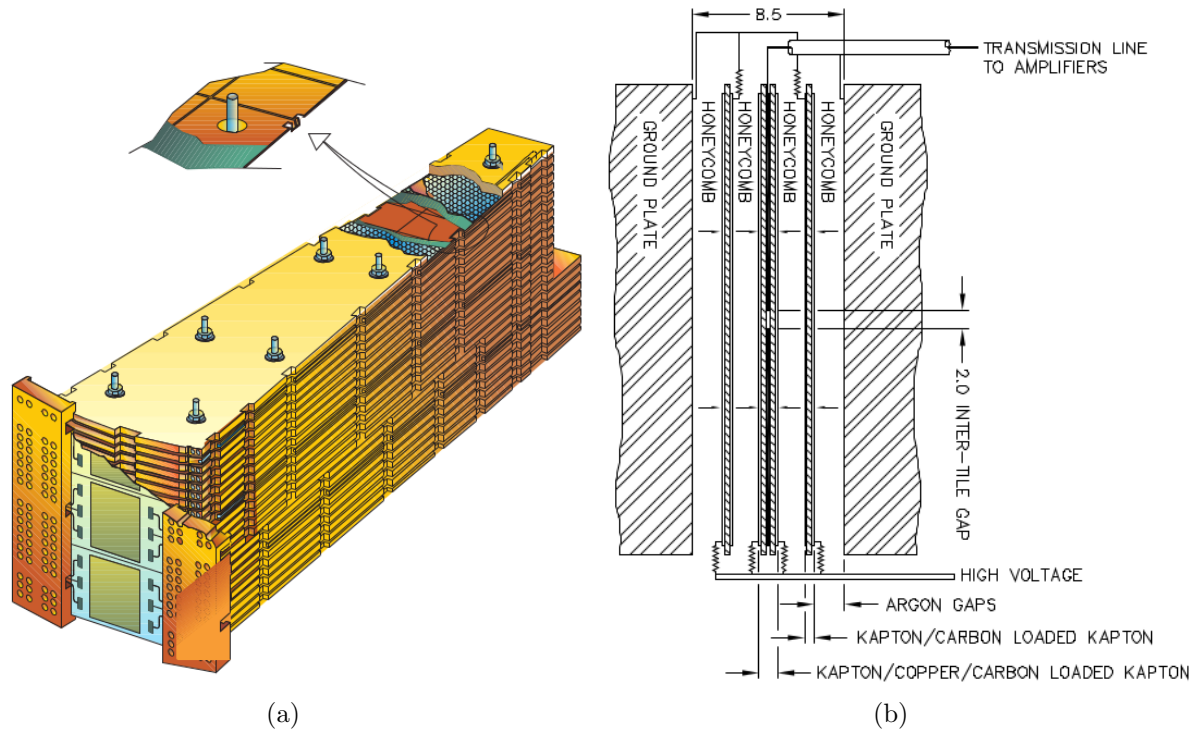 8.5
TRANSMISSION LINE
TO AMPLIFIERS
GROUND PLATE
HONEYCOMB
HONEYCOMB
HONEYCOMB
HONEYCOMB
GROUND PLATE
2.0 INTER-TILE GAP
HIGH VOLTAGE
ARGON GAPS
KAPTON/CARBON LOADED KAPTON
KAPTON/COPPER/CARBON LOADED KAPTON
(a)
(b)